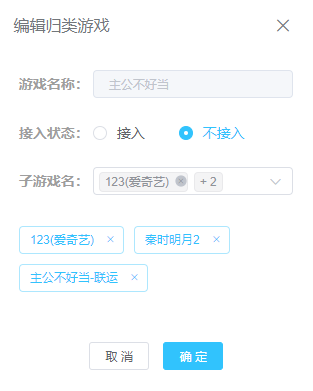 编辑归类游戏
游戏名称： 主公不好当
接入状态： 接入 不接入
子游戏名： 123(爱奇艺) + 2
123(爱奇艺) 秦时明月2
主公不好当-联运
取消 确定